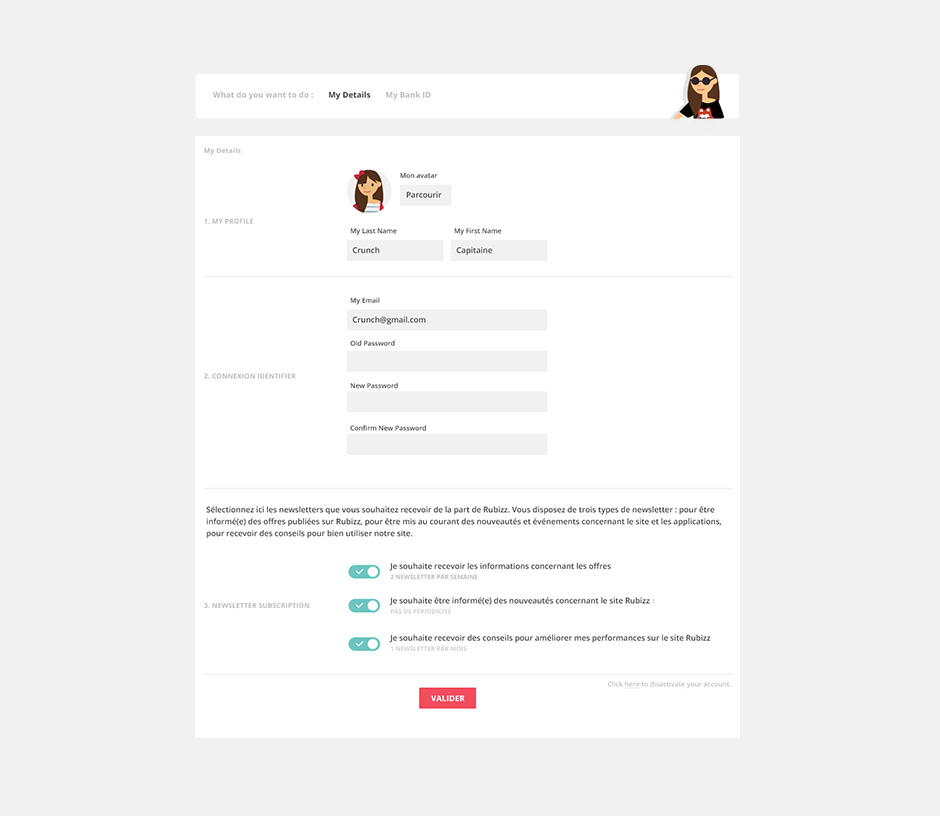 What do you want to do : My Details My Bank ID
My Details
Mon avatar
Parcourir
1. MY PROFILE
My Last Name My First Name
Crunch Capitaine
My Email
Crunch@gmail.com
Old Password
2. CONNEXION IDENTIFIER
New Password
Confirm New Password
Sélectionnez ici les newsletters que vous souhaitez recevoir de la part de Rubizz. Vous disposez de trois types de newsletter : pour être
informé(e) des offres publiées sur Rubizz, pour être mis au courant des nouveautés et événements concernant le site et les applications,
pour recevoir des conseils pour bien utiliser notre site.
Je souhaite recevoir les informations concernant les offres
2 NEWSLETTER PAR SEMAINE
3. NEWSLETTER SUBSCRIPTION
Je souhaite être informé(e) des nouveautés concernant le site Rubizz
PAS DE PÉRIODICITÉ
Je souhaite recevoir des conseils pour améliorer mes performances sur le site Rubizz
1 NEWSLETTER PAR MOIS
Click here to disactivate your account.
VALIDER